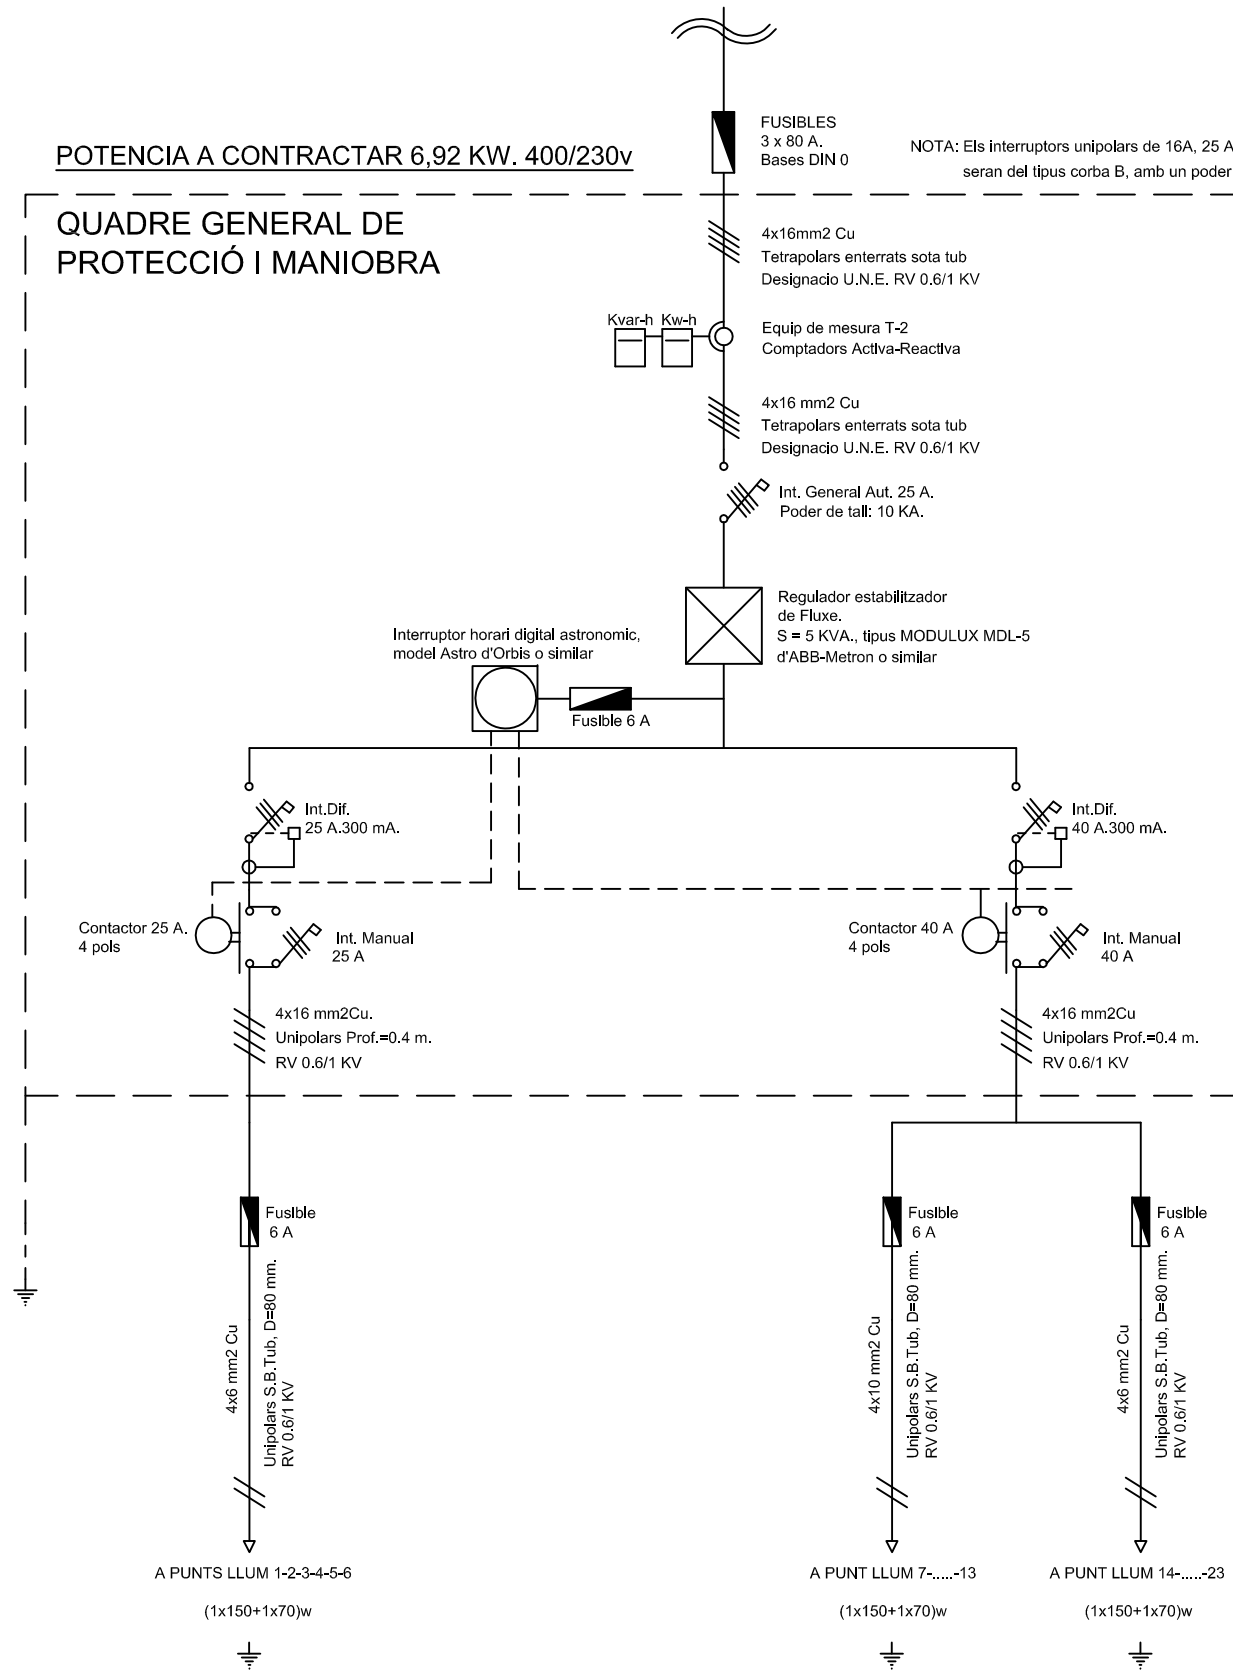 FUSIBLES
3 x 80 A.
Bases DIN 0
POTENCIA A CONTRACTAR 6,92 KW. 400/230v
NOTA: Els interruptors unipolars de 16A, 25 A
seran del tipus corba B, amb un poder
QUADRE GENERAL DE
PROTECCIÓ I MANIOBRA
4x16mm2 Cu
Tetrapolars enterrats sota tub
Designacio U.N.E. RV 0.6/1 KV
Kvar-h Kw-h
Equip de mesura T-2
Comptadors Activa-Reactiva
4x16 mm2 Cu
Tetrapolars enterrats sota tub
Designacio U.N.E. RV 0.6/1 KV
Int. General Aut. 25 A.
Poder de tall: 10 KA.
Regulador estabilitzador
de Fluxe.
S = 5 KVA., tipus MODULUX MDL-5
d'ABB-Metron o similar
Interruptor horari digital astronomic,
model Astro d'Orbis o similar
Fusible 6 A
Int.Dif.
25 A.300 mA.
Int.Dif.
40 A.300 mA.
Contactor 25 A.
4 pols
Int. Manual
25 A
Contactor 40 A
4 pols
Int. Manual
40 A
4x16 mm2Cu.
Unipolars Prof.=0.4 m.
RV 0.6/1 KV
4x16 mm2Cu
Unipolars Prof.=0.4 m.
RV 0.6/1 KV
Fusible
6 A
Fusible
6 A
Fusible
6 A
4x6 mm2 Cu
Unipolars S.B.Tub, D=80 mm.
RV 0.6/1 KV
4x10 mm2 Cu
Unipolars S.B.Tub, D=80 mm.
RV 0.6/1 KV
4x6 mm2 Cu
Unipolars S.B.Tub, D=80 mm.
RV 0.6/1 KV
A PUNTS LLUM 1-2-3-4-5-6
(1x150+1x70)w
A PUNT LLUM 7-.....-13
(1x150+1x70)w
A PUNT LLUM 14-.....-23
(1x150+1x70)w